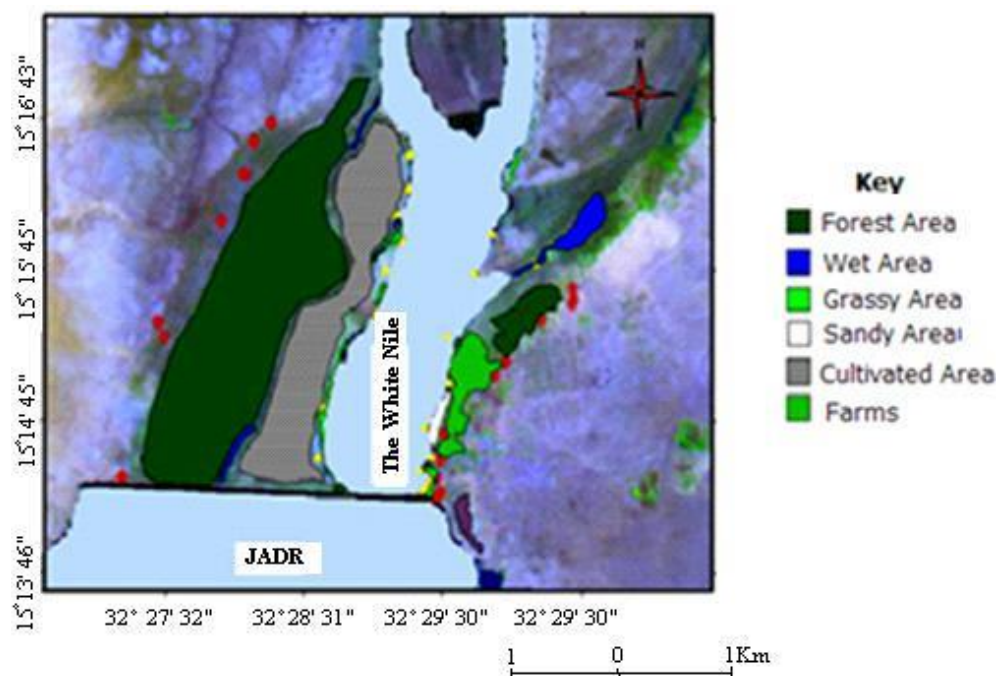 N
15° 16' 43"
15° 15' 45"
15° 14' 45"
15° 13' 46"
The White Nile
JADR
32° 27' 32"
32° 28' 31"
32° 29' 30"
32° 29' 30"
1
0
1Km
Key
Forest Area
Wet Area
Grassy Area
Sandy Area
Cultivated Area
Farms